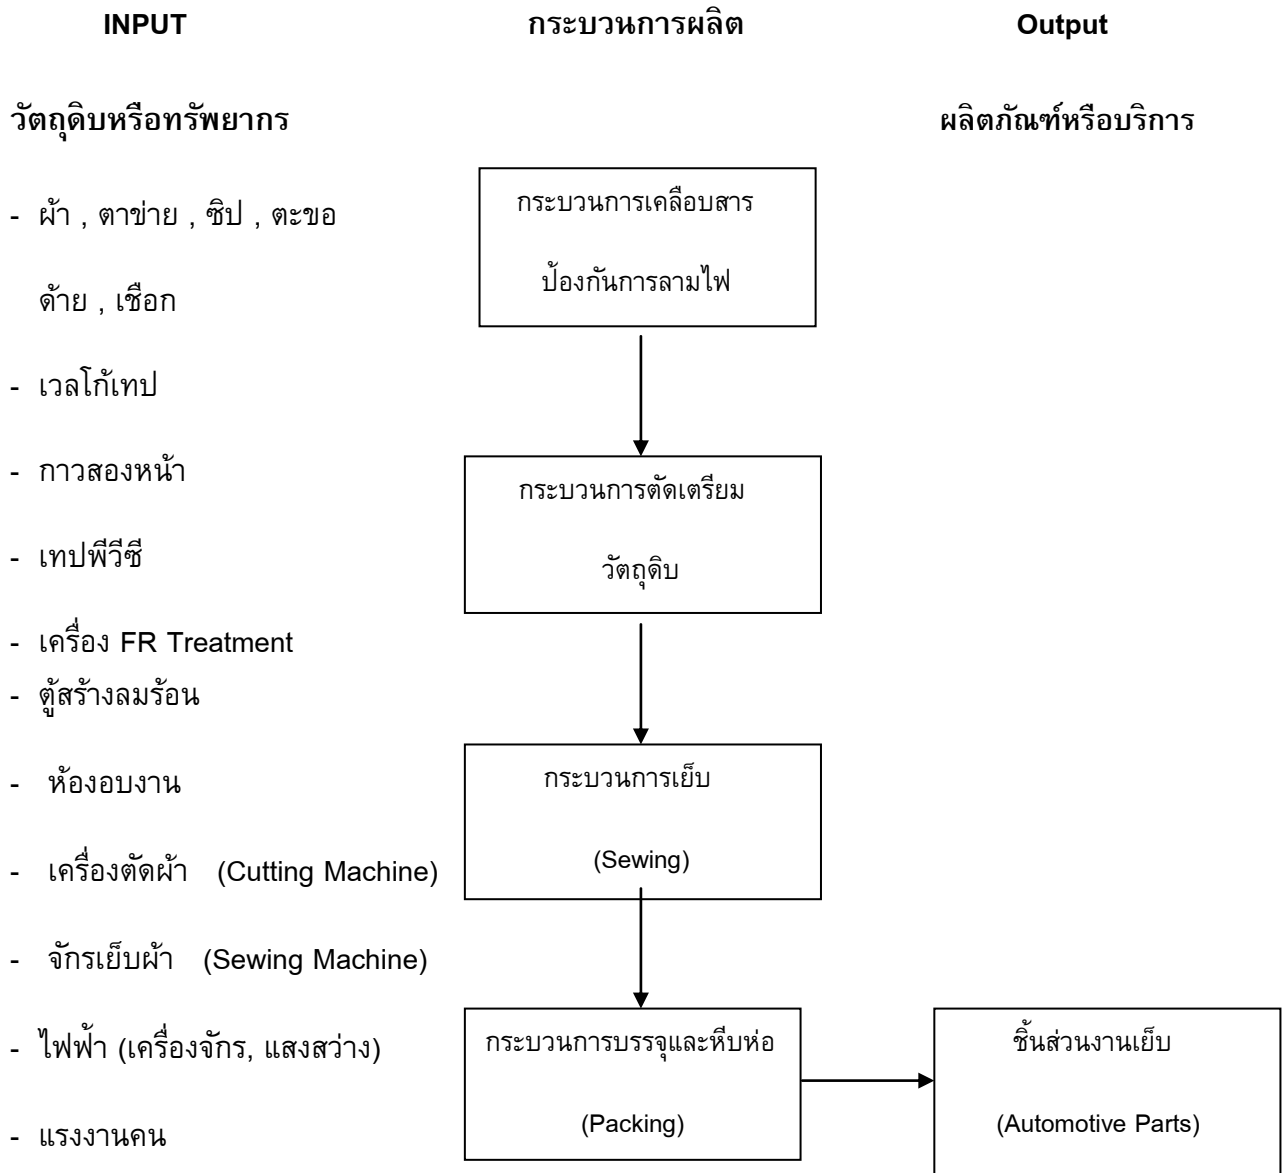 INPUT กระบวนการผลิต Output
วัตถุดิบหรือทรัพยากร ผลิตภัณฑ์หรือบริการ
- ผ้า , ตาข่าย , ซิป , ตะขอ
ด้าย , เชือก
- เวลโก้เทป
- กาวสองหน้า
- เทปพีวีซี
- เครื่อง FR Treatment
- ตู้สร้างลมร้อน
- ห้องอบงาน
- เครื่องตัดผ้า (Cutting Machine)
- จักรเย็บผ้า (Sewing Machine)
- ไฟฟ้า (เครื่องจักร, แสงสว่าง)
- แรงงานคน
กระบวนการเคลือบสาร
ป้องกันการลามไฟ
กระบวนการตัดเตรียม
วัตถุดิบ
กระบวนการเย็บ
(Sewing)
กระบวนการบรรจุและหีบห่อ
(Packing)
ชิ้นส่วนงานเย็บ
(Automotive Parts)